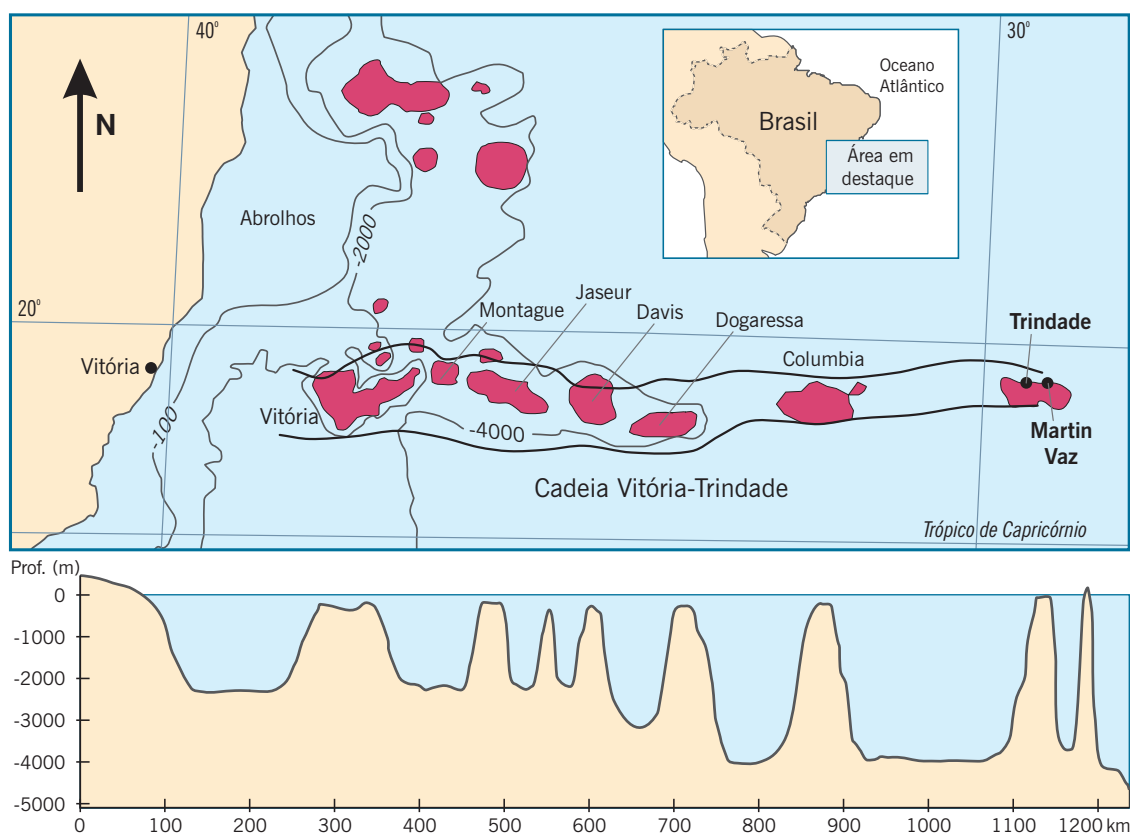 40°
30°
N
Oceano
Atlântico
Brasil
Área em
destaque
Abrolhos
-2000
20°
Jaseur
Montague
Davis
Dogaressa
Trindade
Vitória
Columbia
Vitória
-100
-4000
Martin
Vaz
Cadeia Vitória-Trindade
Trópico de Capricórnio
Prof. (m)
0
-1000
-2000
-3000
-4000
-5000
0 100 200 300 400 500 600 700 800 900 1000 1100 1200 km